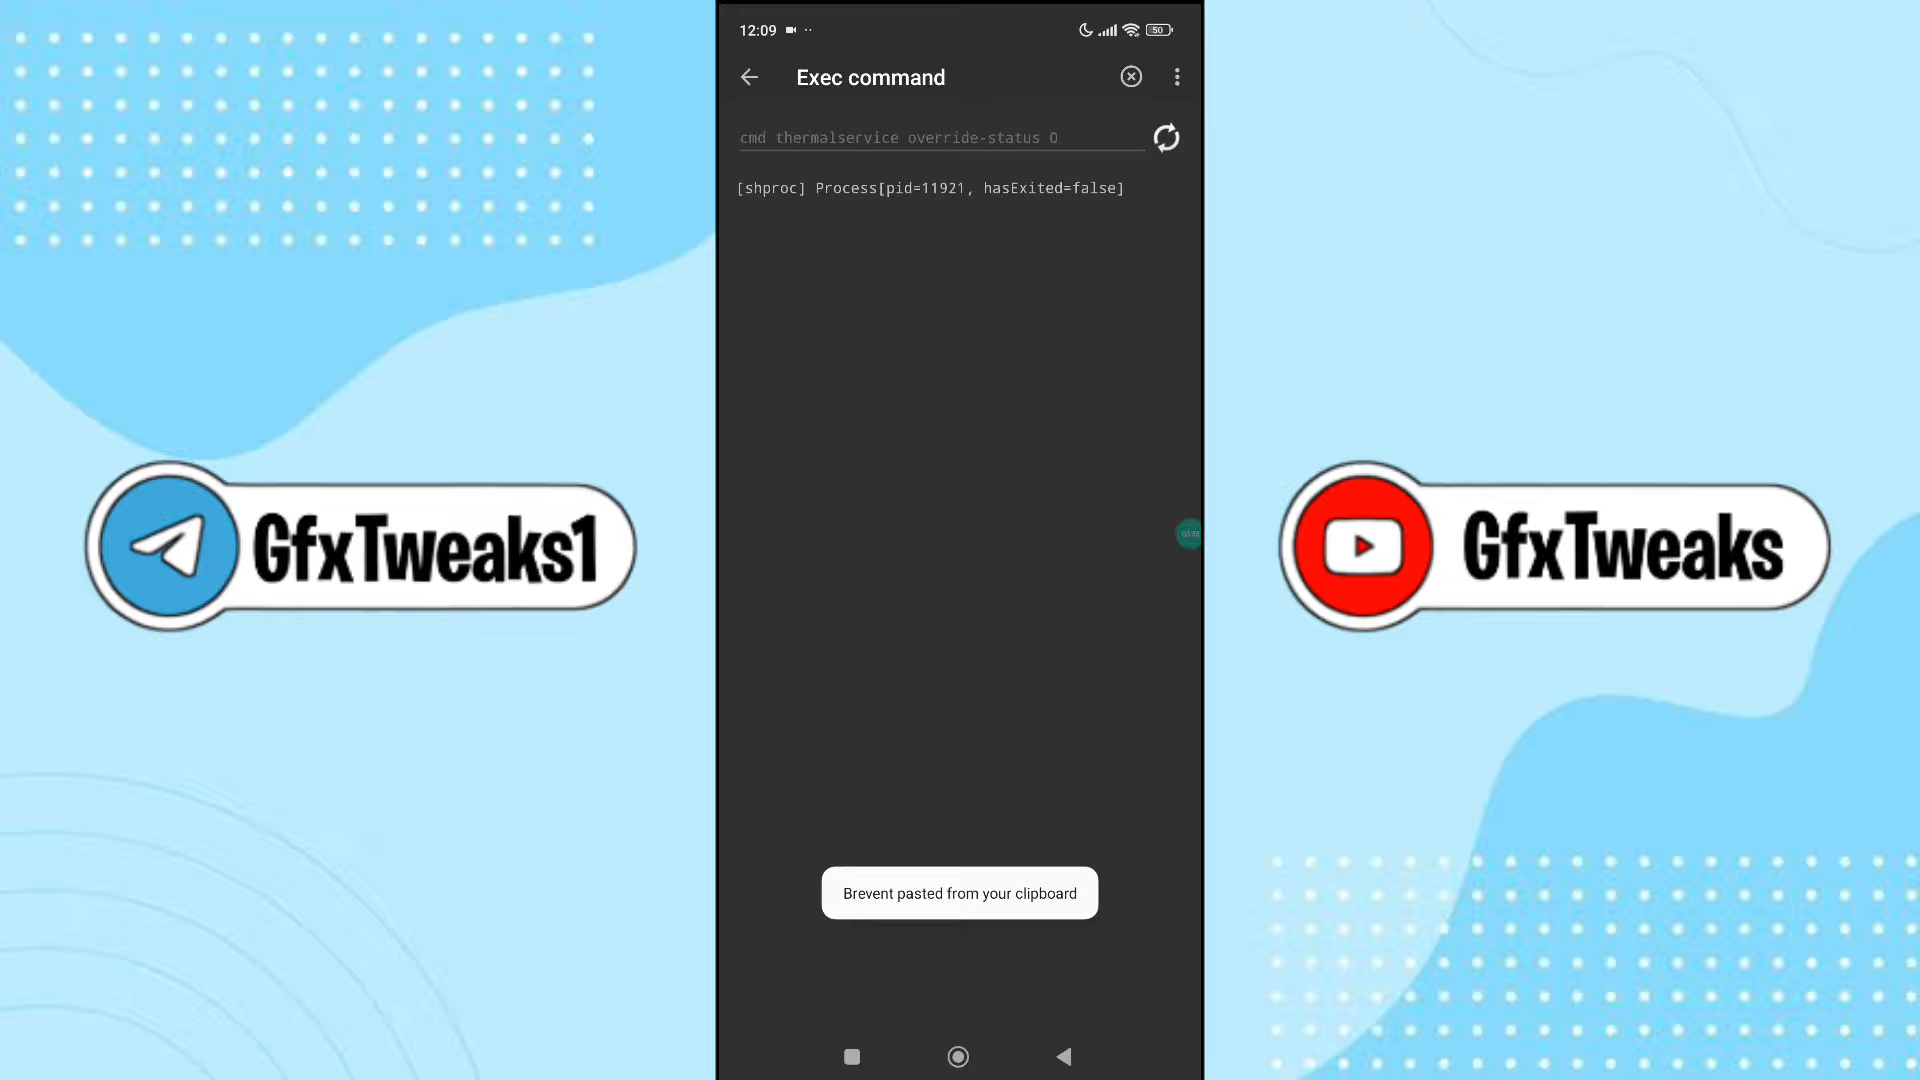 12:09
50
Exec command
cmd thermalservice override-status 0
[shproc] Process[pid=11921, hasExited=false]
GfxTweaks1
GfxTweaks
Brevent pasted from your clipboard